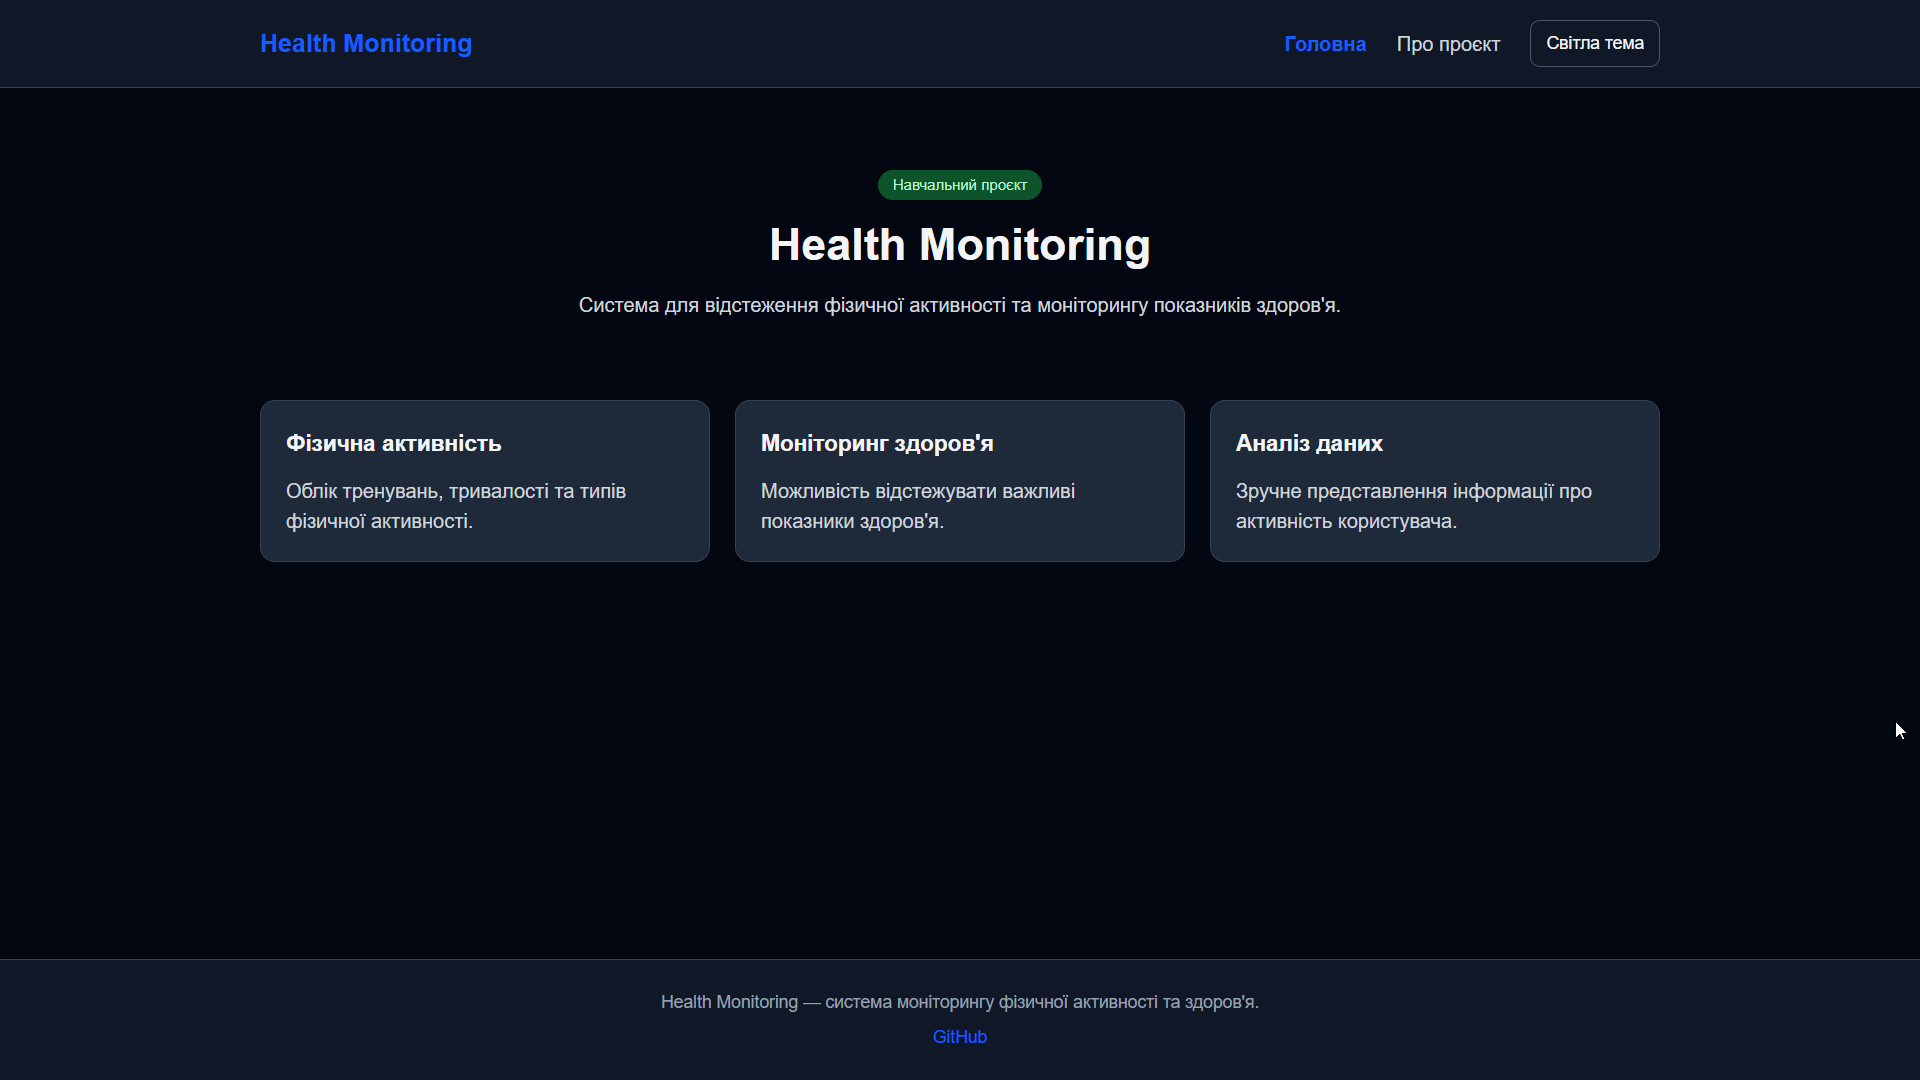 Health Monitoring
Головна
Про проєкт
Світла тема
Навчальний проєкт
Health Monitoring
Система для відстеження фізичної активності та моніторингу показників здоров'я.
Фізична активність
Облік тренувань, тривалості та типів
фізичної активності.
Моніторинг здоров'я
Можливість відстежувати важливі
показники здоров'я.
Аналіз даних
Зручне представлення інформації про
активність користувача.
Health Monitoring — система моніторингу фізичної активності та здоров'я.
GitHub